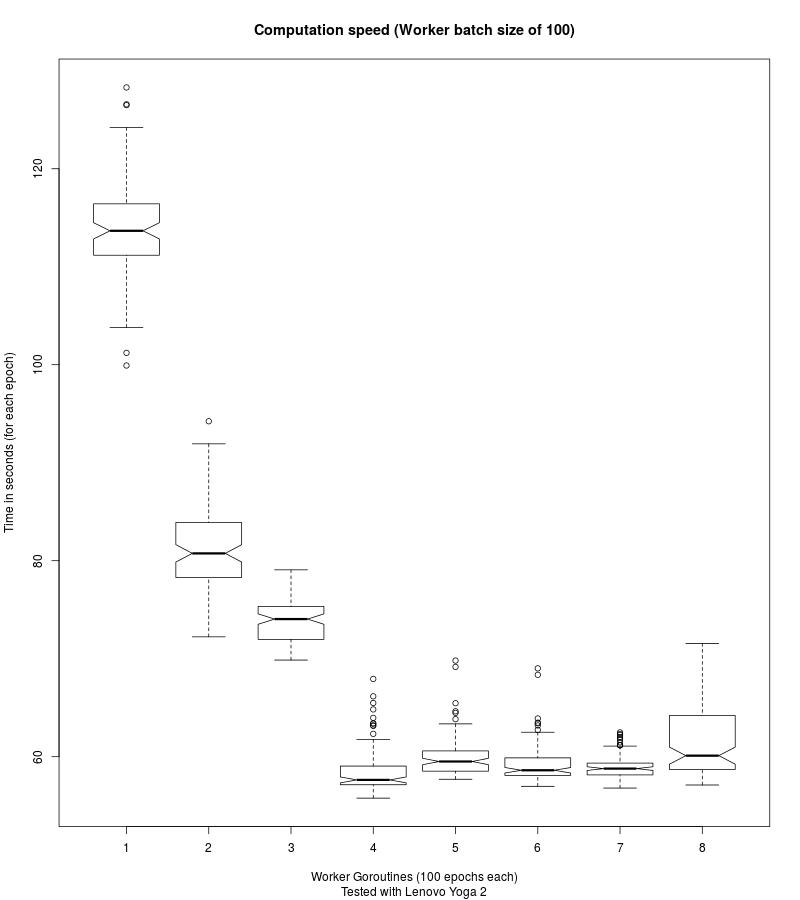 Computation speed (Worker batch size of 100)
Time in seconds (for each epoch)
120
100
80
60
1 2 3 4 5 6 7 8
Worker Goroutines (100 epochs each)
Tested with Lenovo Yoga 2